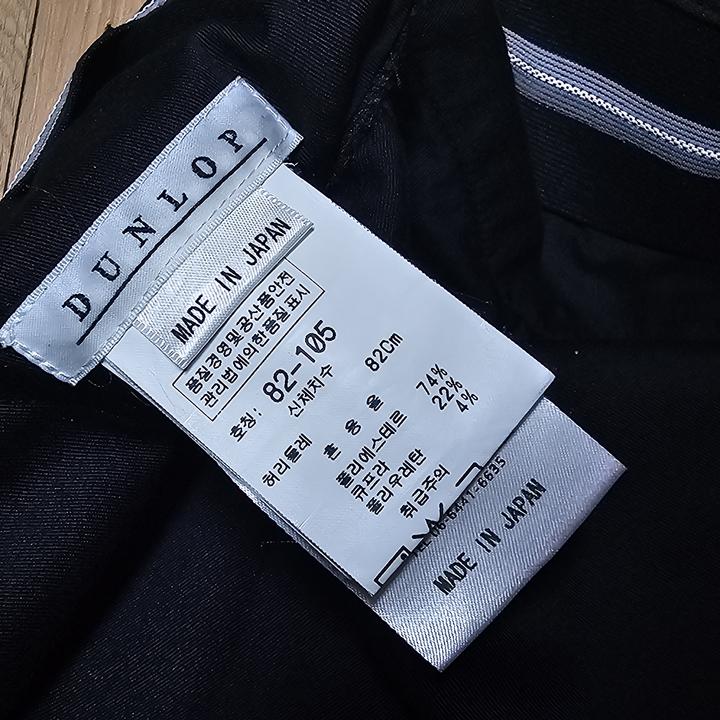 DUNLOP
MADE IN JAPAN
품질경영및공산품안전
관리법에의한품질표시
호칭: 82-105
신체치수
허리둘레 82Cm
혼 용 율
폴리에스테르 74%
큐프라 22%
폴리우레탄 4%
취급주의
6441-6635
MADE IN JAPAN